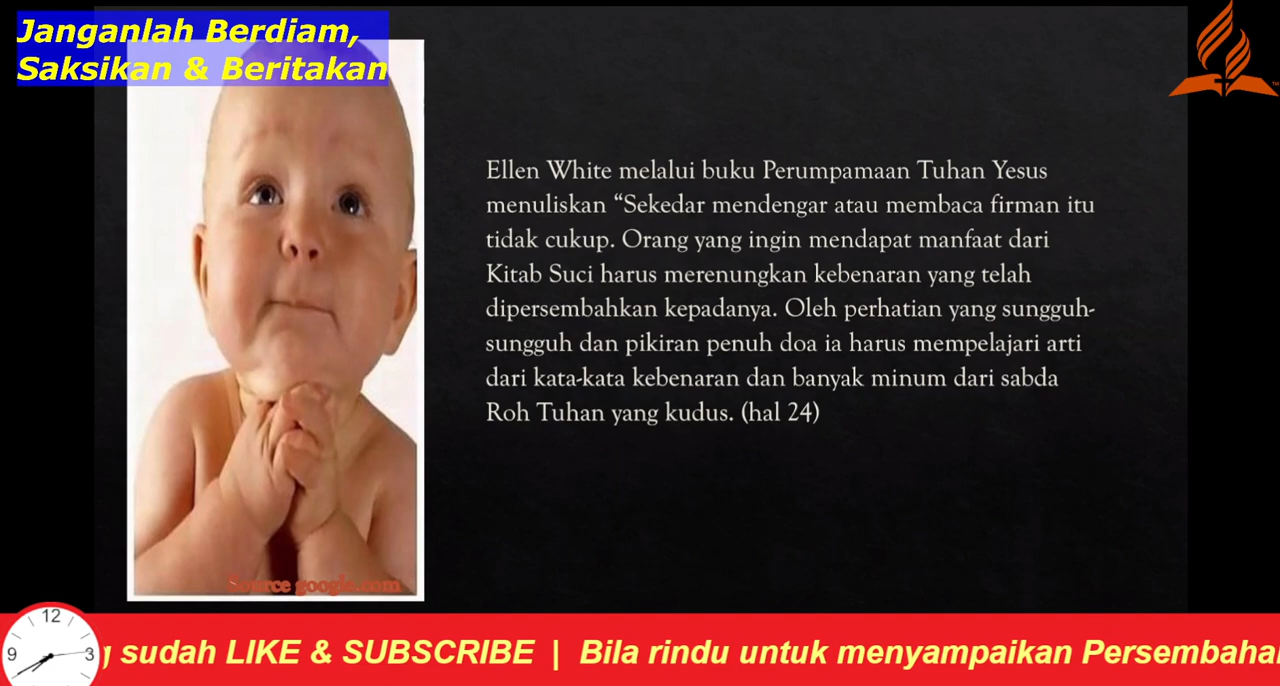 Janganlah Berdiam,
Saksikan & Beritakan
Ellen White melalui buku Perumpamaan Tuhan Yesus
menuliskan “Sekedar mendengar atau membaca firman itu
tidak cukup. Orang yang ingin mendapat manfaat dari
Kitab Suci harus merenungkan kebenaran yang telah
dipersembahkan kepadanya. Oleh perhatian yang sungguh-
sungguh dan pikiran penuh doa ia harus mempelajari arti
dari kata-kata kebenaran dan banyak minum dari sabda
Roh Tuhan yang kudus. (hal 24)
Source google.com
12
9 3
sudah LIKE & SUBSCRIBE | Bila rindu untuk menyampaikan